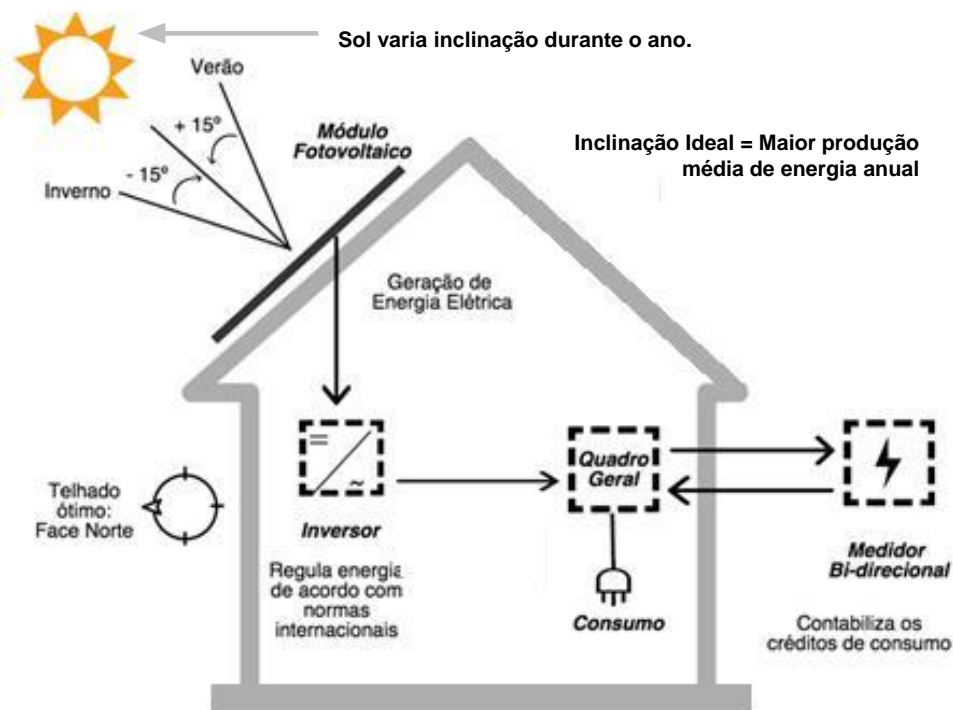 Sol varia inclinação durante o ano.
Verão
+ 15º
- 15º
Inverno
Módulo
Fotovoltaico
Inclinação Ideal = Maior produção
média de energia anual
Geração de
Energia Elétrica
=
~
Quadro
Geral
Telhado
ótimo:
Face Norte
Inversor
Regula energia
de acordo com
normas
internacionais
Consumo
Medidor
Bi-direcional
Contabiliza os
créditos de consumo